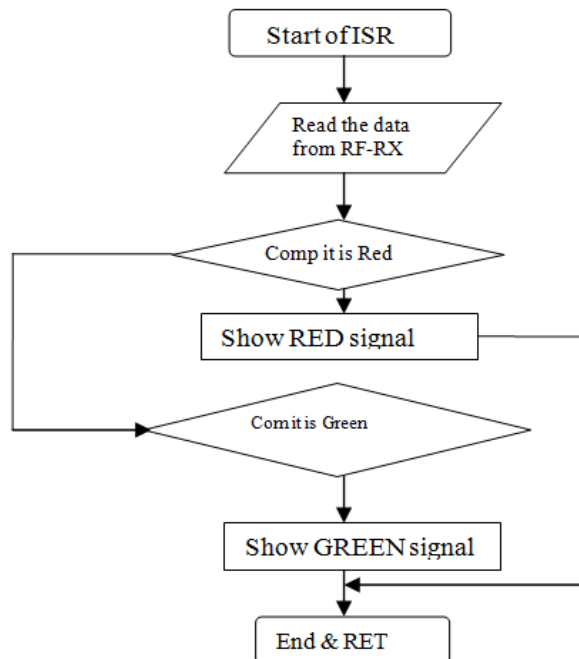 Start of ISR
Read the data
from RF-RX
Comp it is Red
Show RED signal
Com it is Green
Show GREEN signal
End & RET